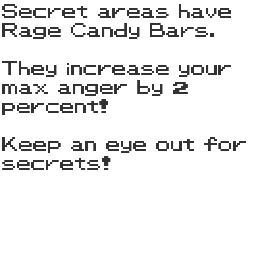 Secret areas have
Rage Candy Bars.
They increase your
max anger by 2
percent!
Keep an eye out for
secrets!